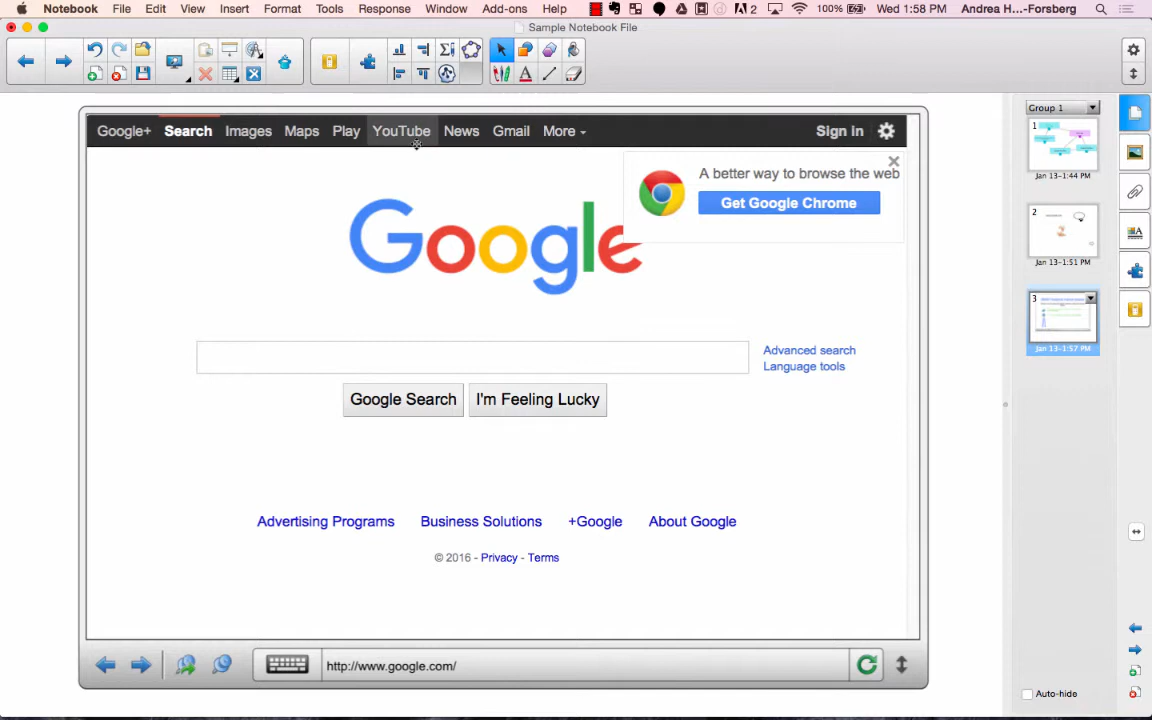 Notebook File Edit View Insert Format Tools Response Window Add-ons Help 2 100% Wed 1:58 PM Andrea H...-Forsberg
Sample Notebook File
Group 1
Google+ Search Images Maps Play YouTube News Gmail More Sign in
A better way to browse the web
Get Google Chrome
Google
Advanced search
Language tools
Google Search I'm Feeling Lucky
Advertising Programs Business Solutions +Google About Google
© 2016 - Privacy - Terms
http://www.google.com/
1
Jan 13-1:44 PM
2
Jan 13-1:51 PM
3
Jan 13-1:57 PM
Auto-hide